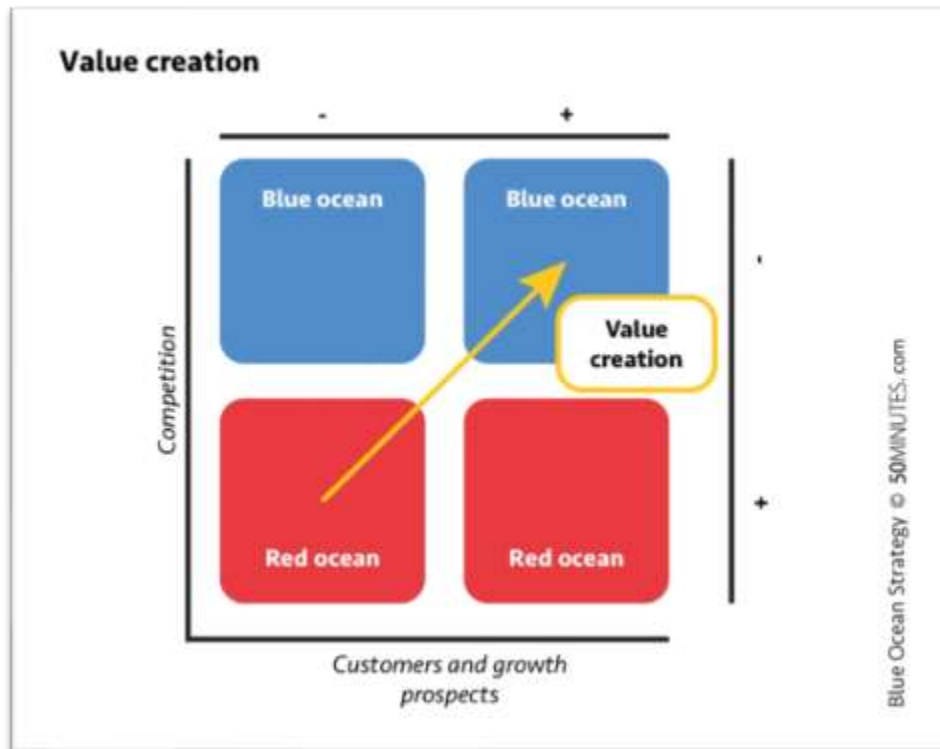 Value creation
- +
Blue ocean
Blue ocean
-
Value
creation
Competition
+
Red ocean
Red ocean
Customers and growth
prospects
Blue Ocean Strategy © 50MINUTES.com